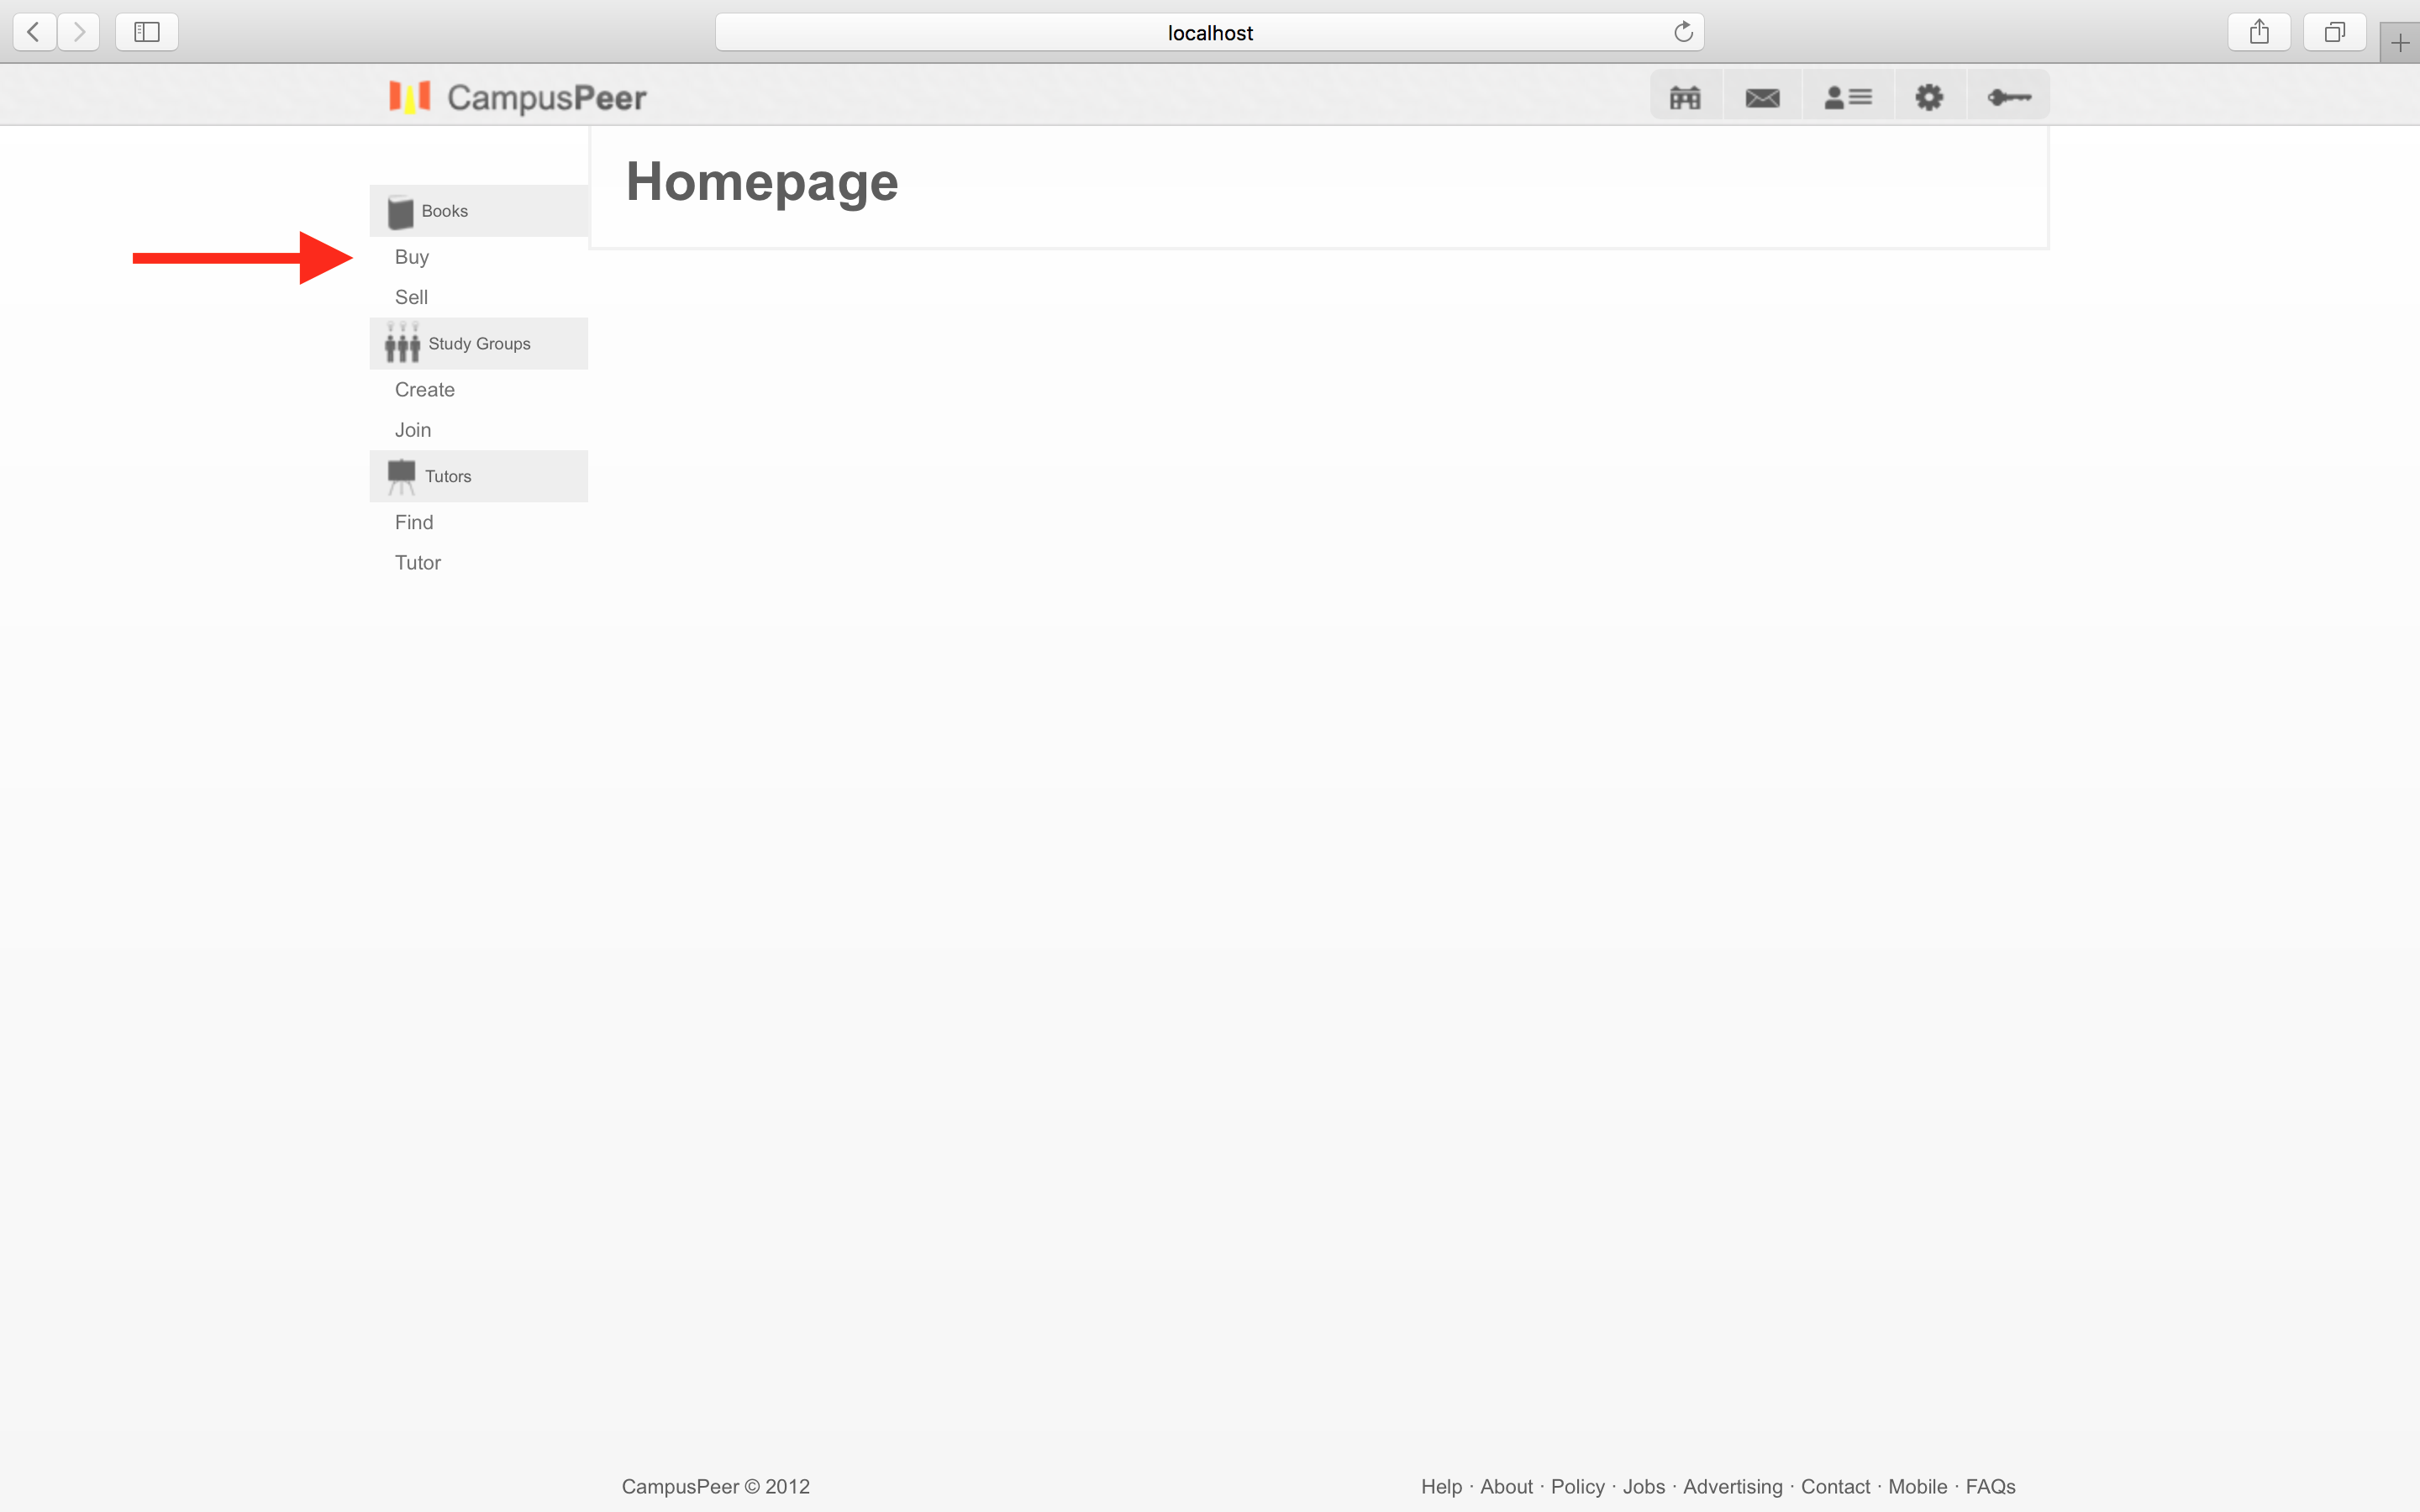 localhost
CampusPeer
Homepage
Books
Buy
Sell
Study Groups
Create
Join
Tutors
Find
Tutor
CampusPeer © 2012
Help · About · Policy · Jobs · Advertising · Contact · Mobile · FAQs